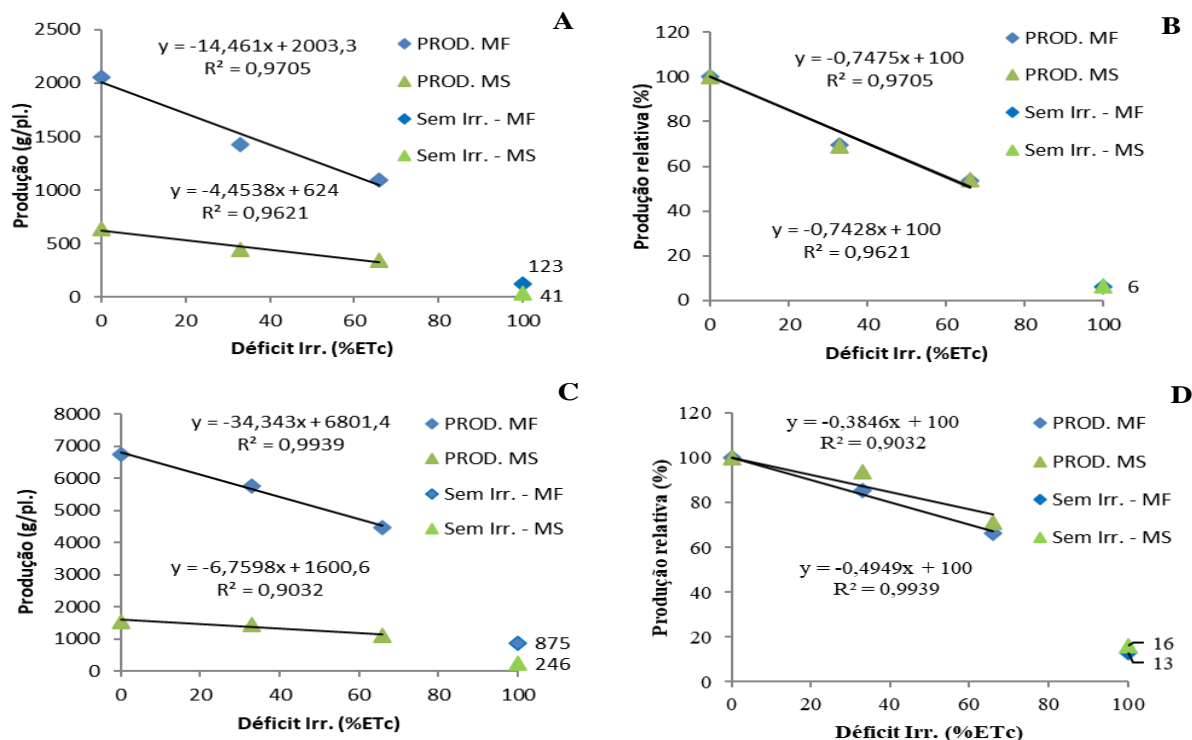 A
Produção (g/pl.)
2500
2000
1500
1000
500
0
0 20 40 60 80 100
Déficit Irr. (%ETc)
y = -14,461x + 2003,3
R² = 0,9705
y = -4,4538x + 624
R² = 0,9621
123
41
PROD. MF
PROD. MS
Sem Irr. - MF
Sem Irr. - MS
B
Produção relativa (%)
120
100
80
60
40
20
0
0 20 40 60 80 100
Déficit Irr. (%ETc)
y = -0,7475x + 100
R² = 0,9705
y = -0,7428x + 100
R² = 0,9621
6
PROD. MF
PROD. MS
Sem Irr. - MF
Sem Irr. - MS
C
Produção (g/pl.)
8000
7000
6000
5000
4000
3000
2000
1000
0
0 20 40 60 80 100
Déficit Irr. (%ETc)
y = -34,343x + 6801,4
R² = 0,9939
y = -6,7598x + 1600,6
R² = 0,9032
875
246
PROD. MF
PROD. MS
Sem Irr. - MF
Sem Irr. - MS
D
Produção relativa (%)
120
100
80
60
40
20
0
0 20 40 60 80 100
Déficit Irr. (%ETc)
y = -0,3846x + 100
R² = 0,9032
y = -0,4949x + 100
R² = 0,9939
16
13
PROD. MF
PROD. MS
Sem Irr. - MF
Sem Irr. - MS